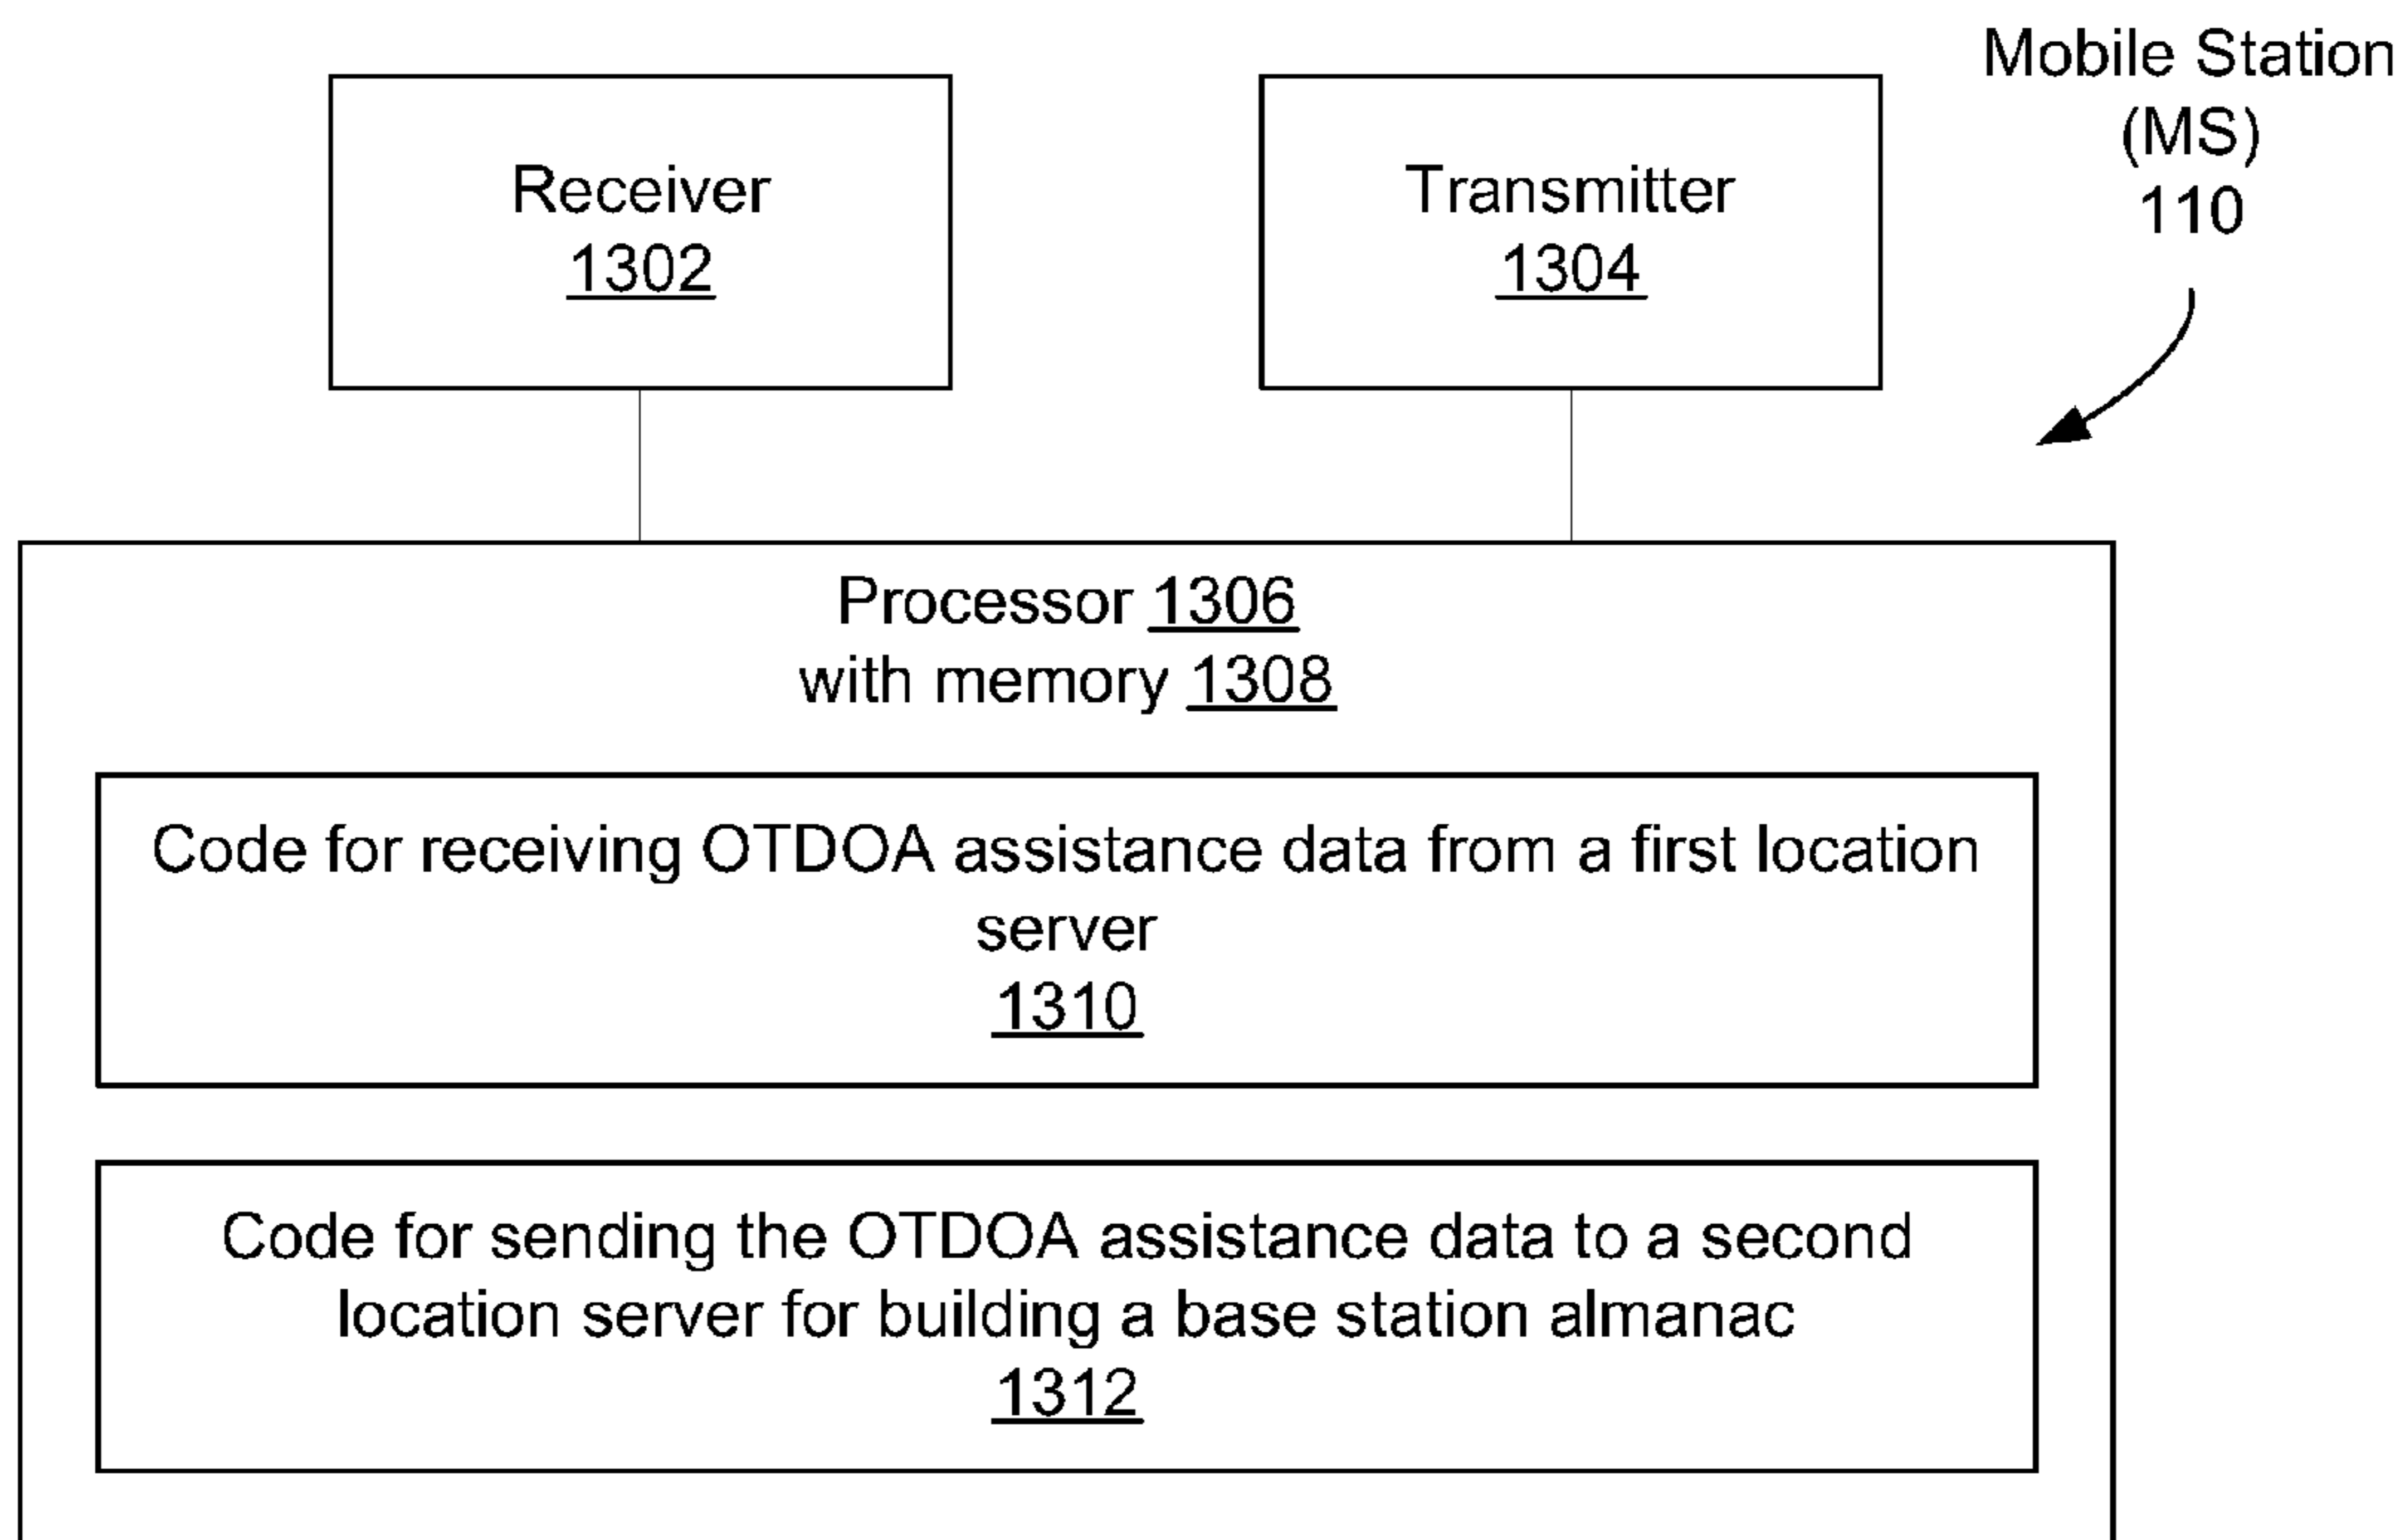 Mobile Station
(MS)
110
Receiver
1302
Transmitter
1304
Processor 1306
with memory 1308
Code for receiving OTDOA assistance data from a first location
server
1310
Code for sending the OTDOA assistance data to a second
location server for building a base station almanac
1312